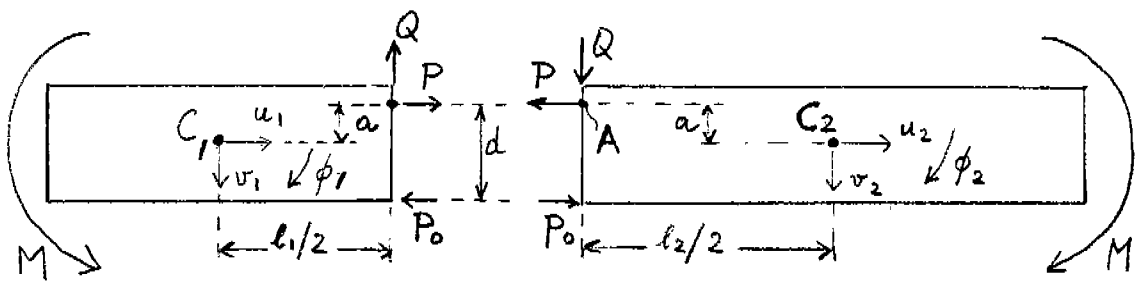 Q Q
P P
C₁ u₁ a d A a C₂ u₂
v₁ ϕ₁ v₂ ϕ₂
P₀ P₀
M l₁/2 l₂/2 M